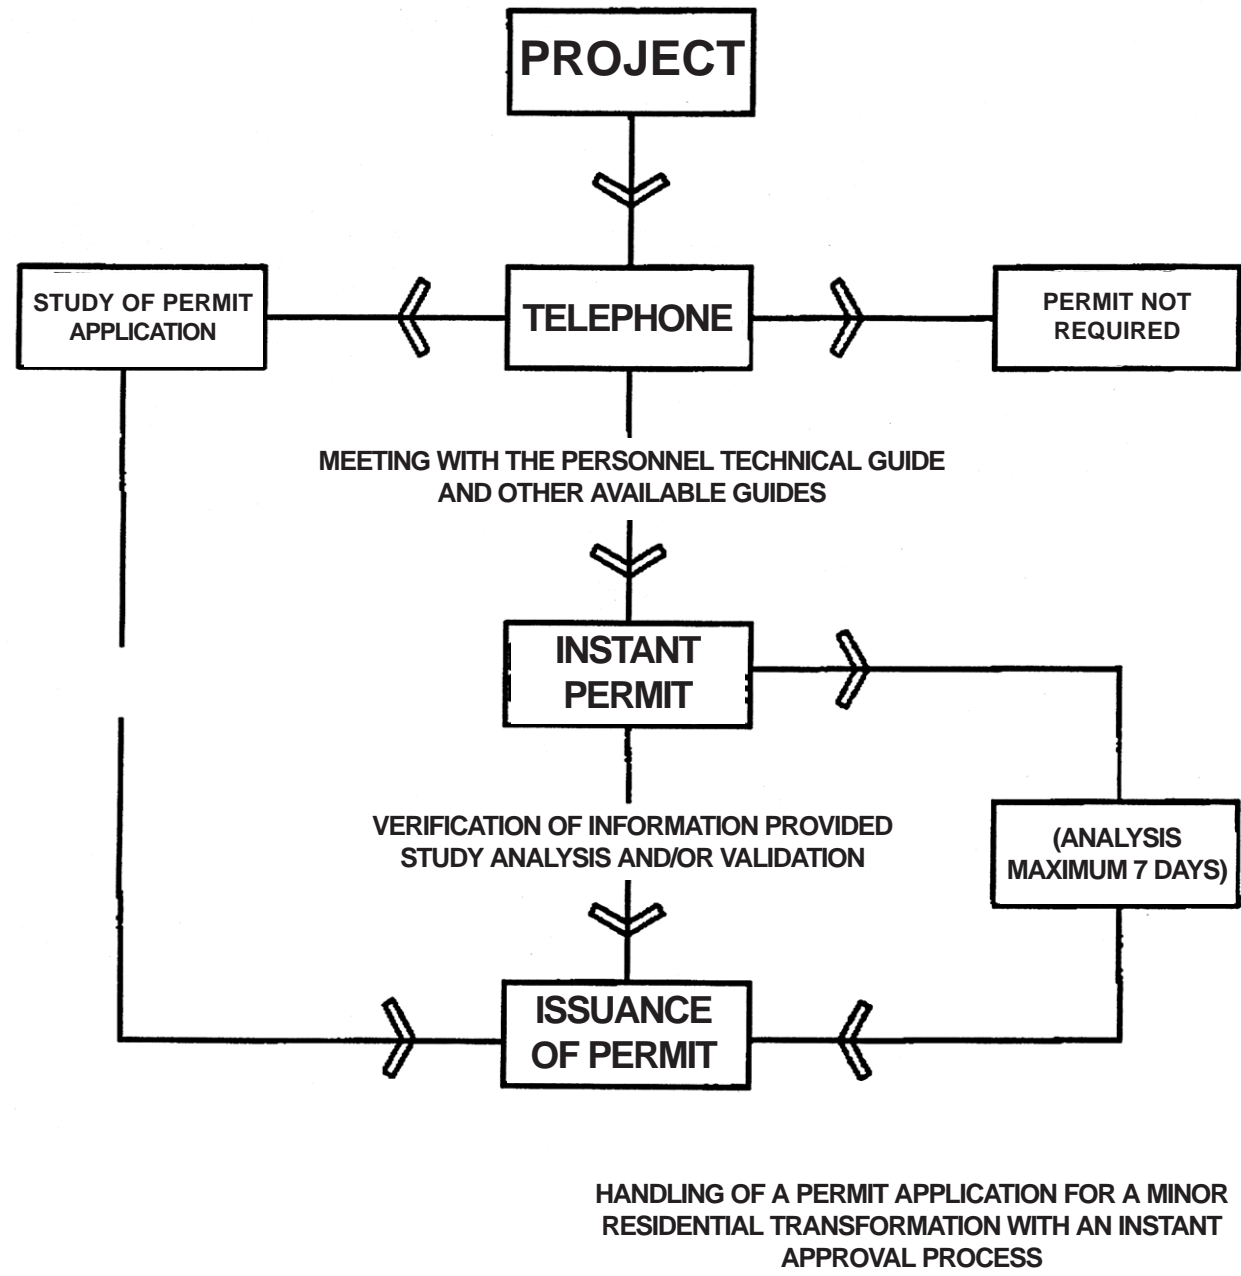 PROJECT
STUDY OF PERMIT
APPLICATION
TELEPHONE
PERMIT NOT
REQUIRED
MEETING WITH THE PERSONNEL TECHNICAL GUIDE
AND OTHER AVAILABLE GUIDES
INSTANT
PERMIT
VERIFICATION OF INFORMATION PROVIDED
STUDY ANALYSIS AND/OR VALIDATION
(ANALYSIS
MAXIMUM 7 DAYS)
ISSUANCE
OF PERMIT
HANDLING OF A PERMIT APPLICATION FOR A MINOR
RESIDENTIAL TRANSFORMATION WITH AN INSTANT
APPROVAL PROCESS